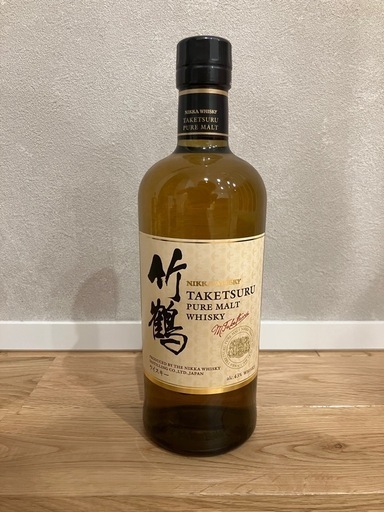 NIKKA WHISKY
TAKETSURU
PURE MALT
竹鶴
NIKKA WHISKY
TAKETSURU
PURE MALT
WHISKY
M.Taketsuru
PRODUCED BY THE NIKKA WHISKY
DISTILLING CO., LTD. JAPAN